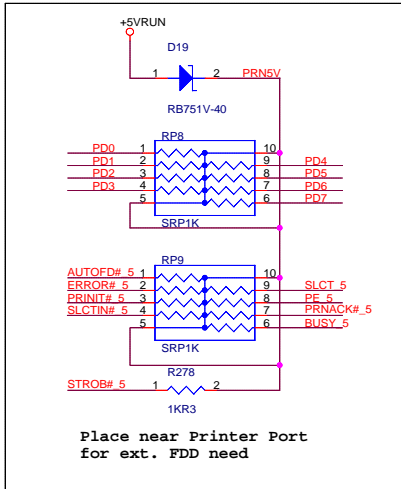 +5VRUN
D19
1 2 PRN5V
RB751V-40
RP8
PD0 1 10
PD1 2 9 PD4
PD2 3 8 PD5
PD3 4 7 PD6
5 6 PD7
SRP1K
RP9
AUTOFD#_5 1 10
ERROR#_5 2 9 SLCT_5
PRINIT#_5 3 8 PE_5
SLCTIN#_5 4 7 PRNACK#_5
5 6 BUSY_5
SRP1K
R278
STROB#_5 1 2
1KR3
Place near Printer Port
for ext. FDD need